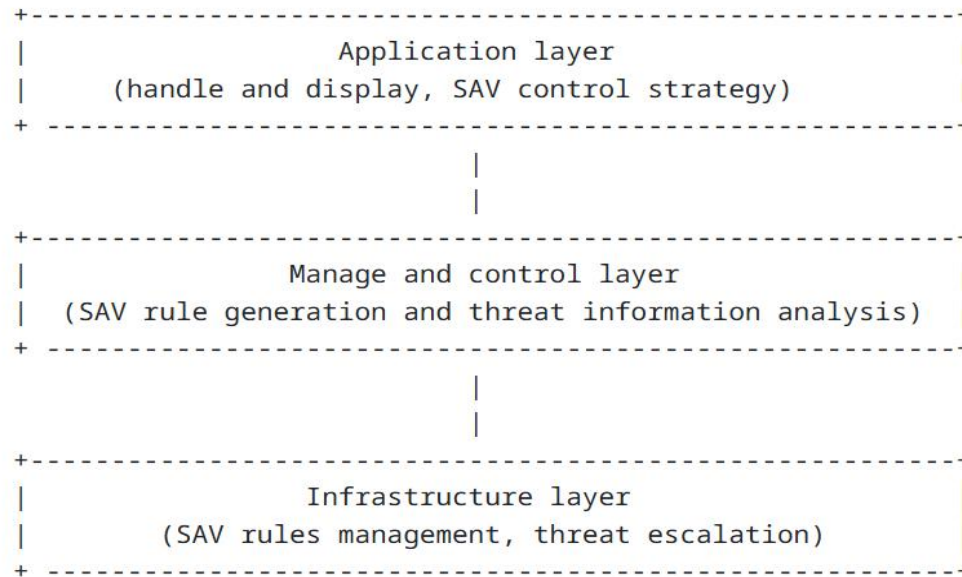 Application layer
(handle and display, SAV control strategy)
Manage and control layer
(SAV rule generation and threat information analysis)
Infrastructure layer
(SAV rules management, threat escalation)